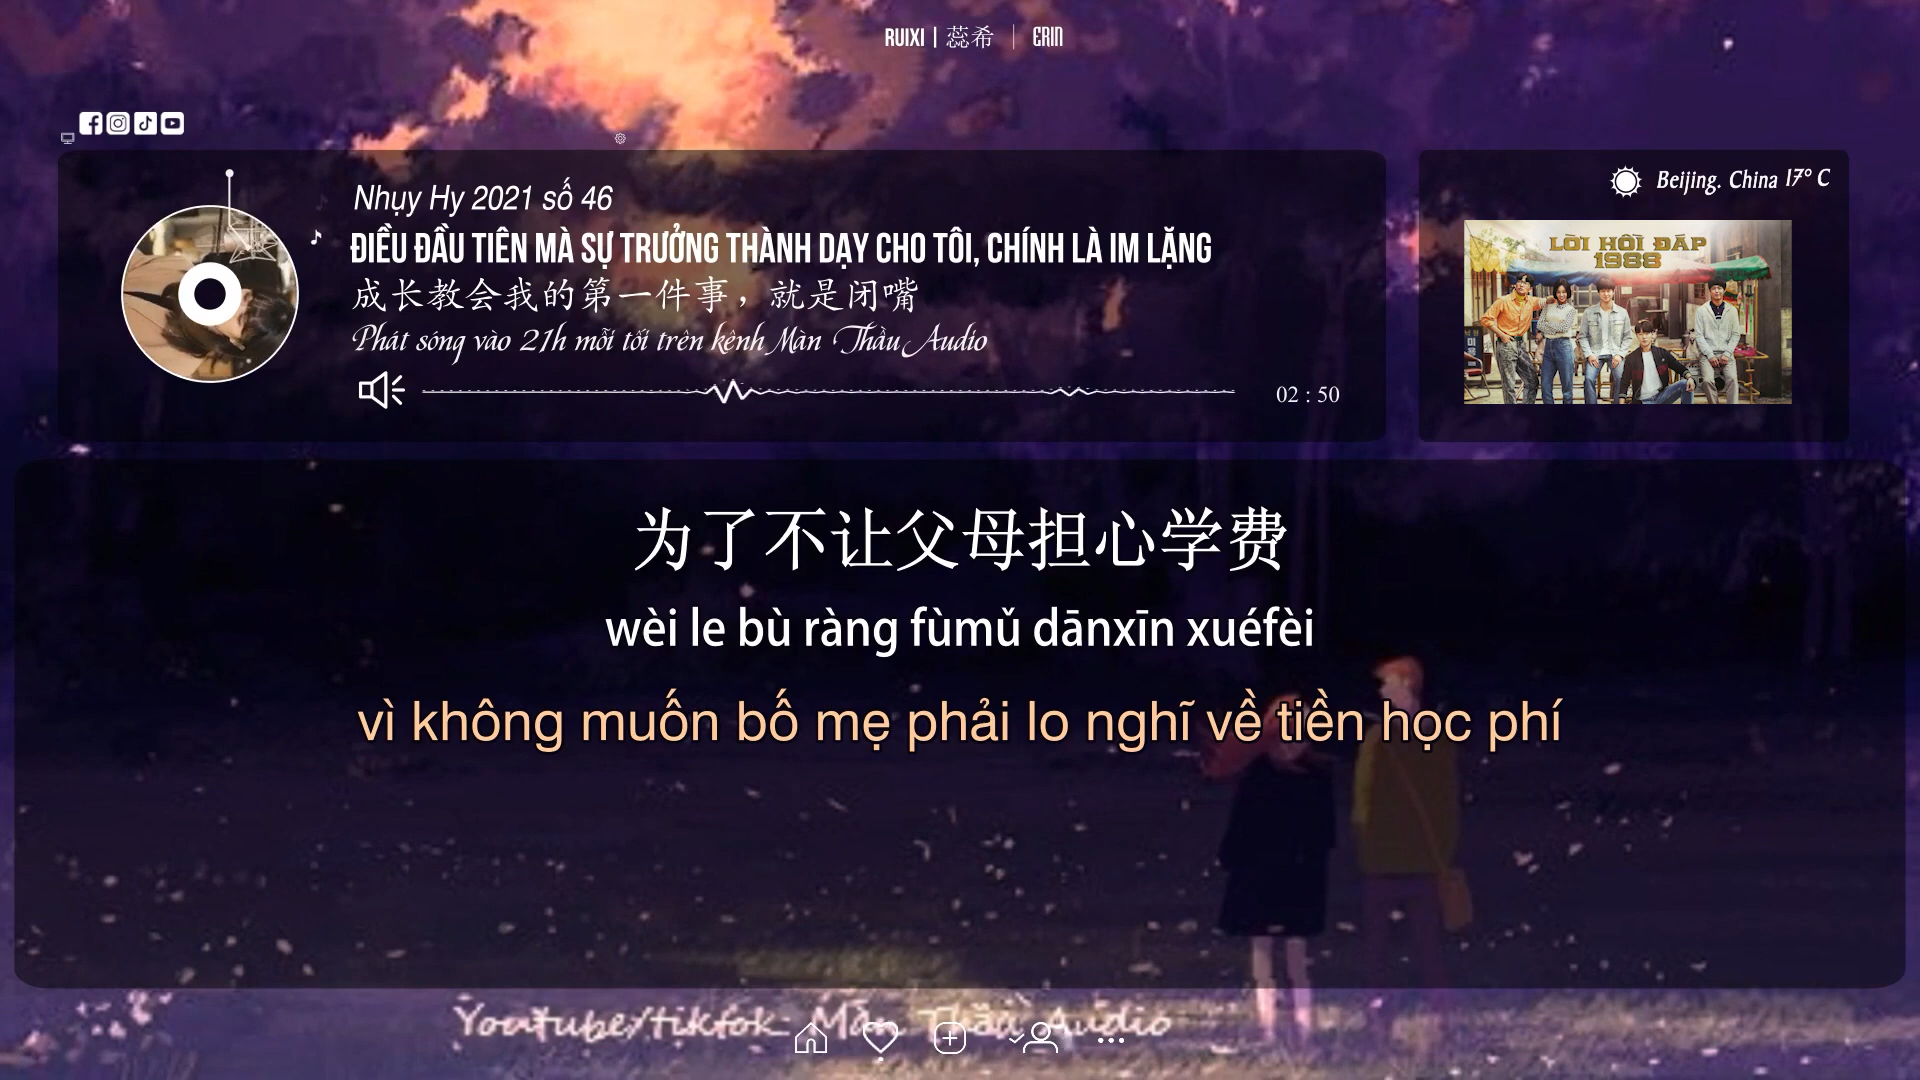 RUIXI | 蕊希 | ERIN
Nhụy Hy 2021 số 46
ĐIỀU ĐẦU TIÊN MÀ SỰ TRƯỞNG THÀNH DẠY CHO TÔI, CHÍNH LÀ IM LẶNG
成长教会我的第一件事，就是闭嘴
Phát sóng vào 21h mỗi tối trên kênh Màn Thầu Audio
02 : 50
Beijing. China 17° C
LỜI HỒI ĐÁP
1988
为了不让父母担心学费
wèi le bù ràng fùmǔ dānxīn xuéfèi
vì không muốn bố mẹ phải lo nghĩ về tiền học phí
Youtube/tiktok: Màn Thầu Audio